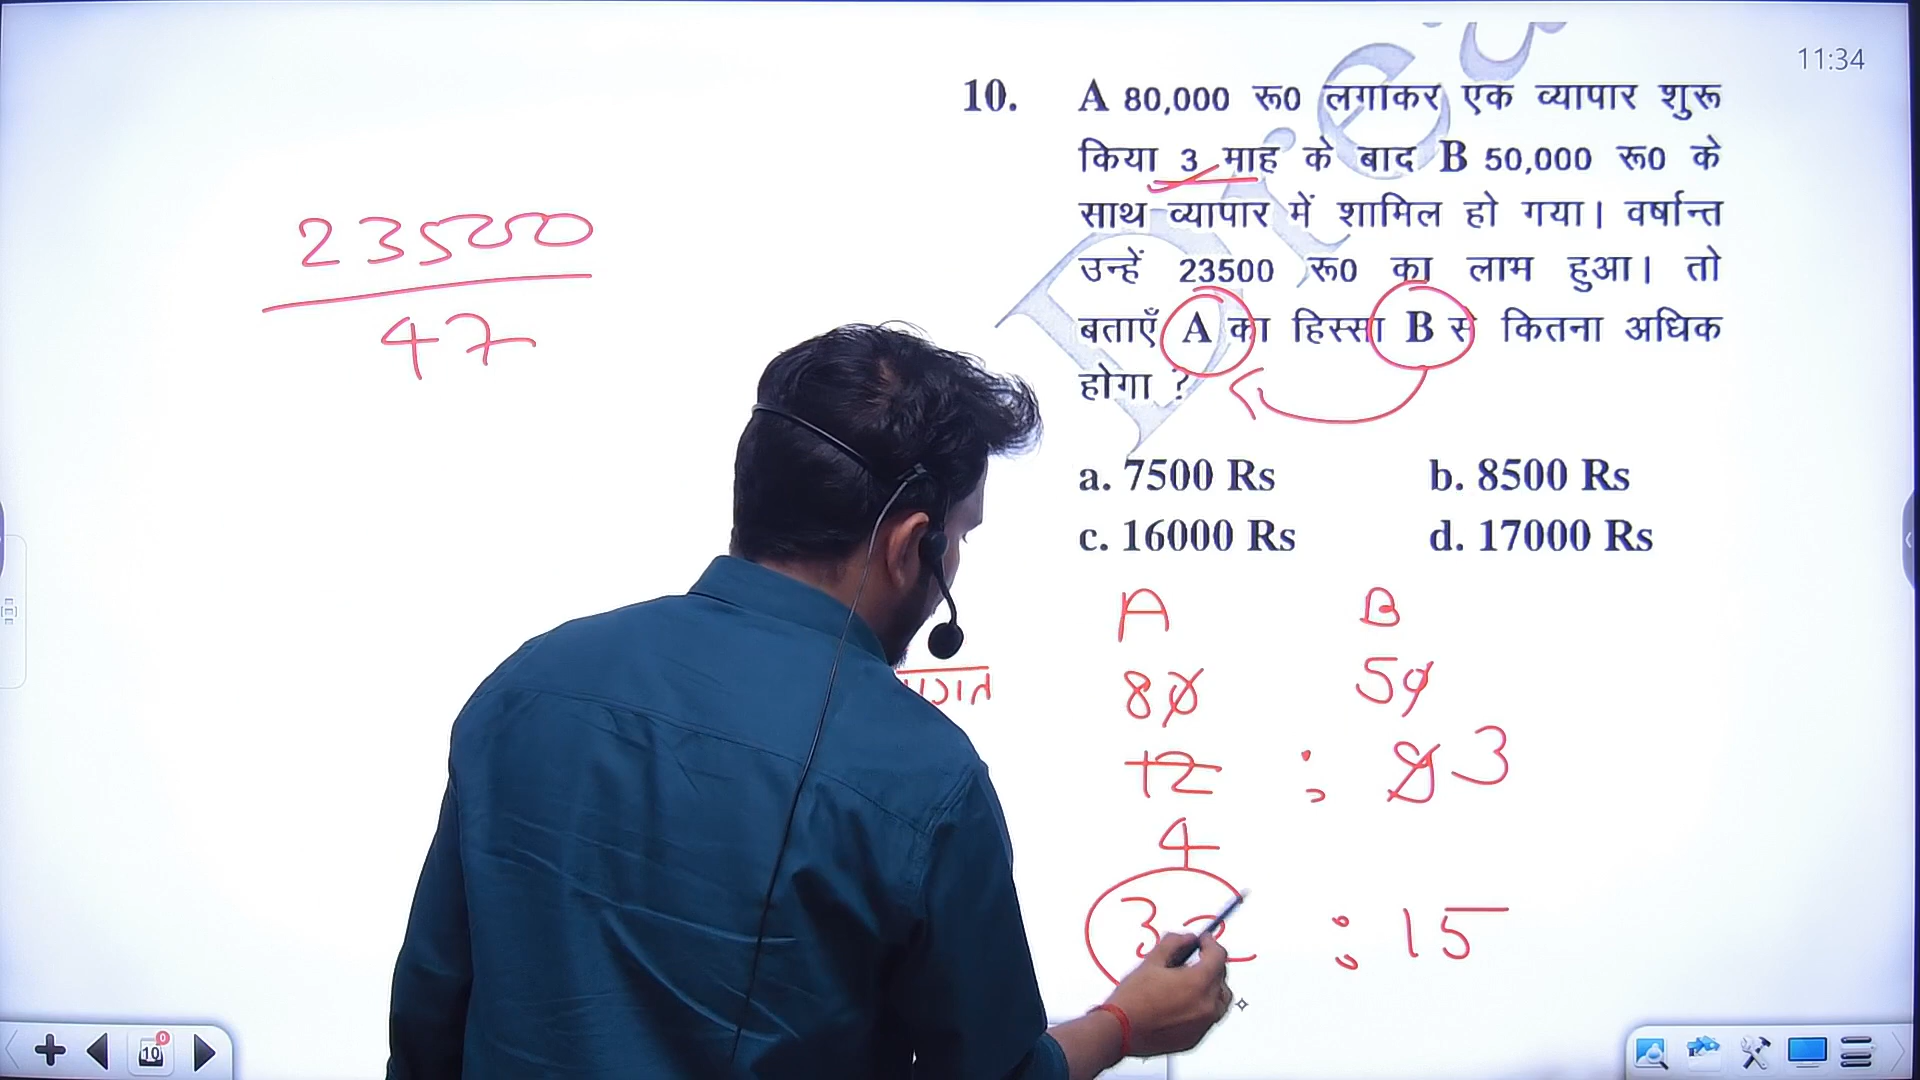 11:34
10. A 80,000 रू0 लगाकर एक व्यापार शुरू
किया 3 माह के बाद B 50,000 रू0 के
साथ व्यापार में शामिल हो गया। वर्षान्त
उन्हें 23500 रू0 का लाभ हुआ। तो
बताएँ A का हिस्सा B से कितना अधिक
होगा ?
a. 7500 Rs b. 8500 Rs
c. 16000 Rs d. 17000 Rs
23500
47
A B
80 50
12 : 9 3
4
32 : 15
10
0